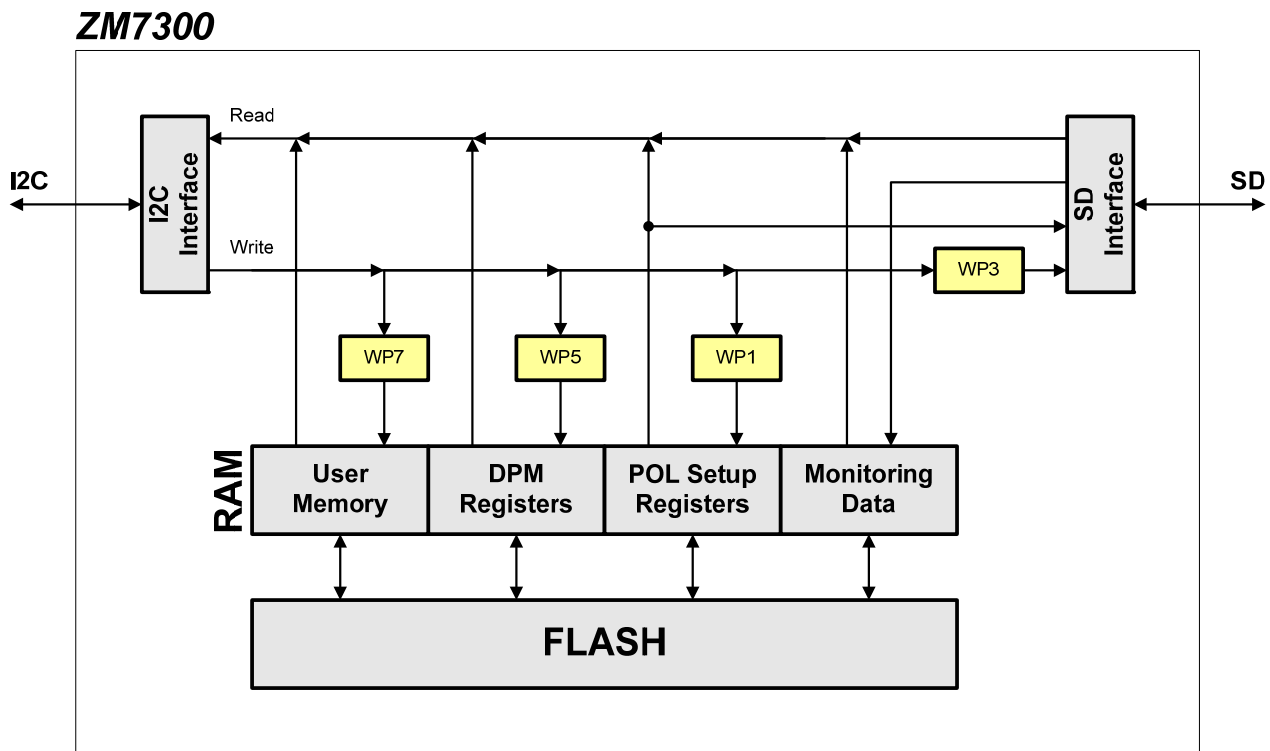 ZM7300
Read
I2C
I2C
Interface
SD
Interface
SD
Write
WP3
WP7
WP5
WP1
RAM
User
Memory
DPM
Registers
POL Setup
Registers
Monitoring
Data
FLASH